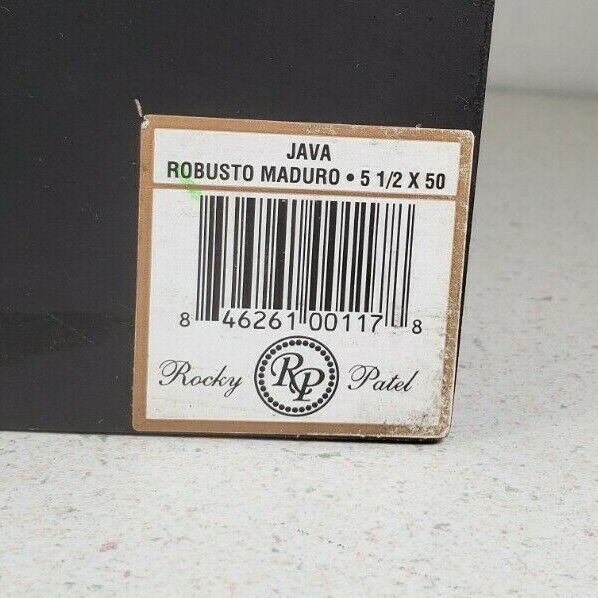 JAVA
ROBUSTO MADURO • 5 1/2 X 50
8 46261 00117 8
Rocky RP Patel